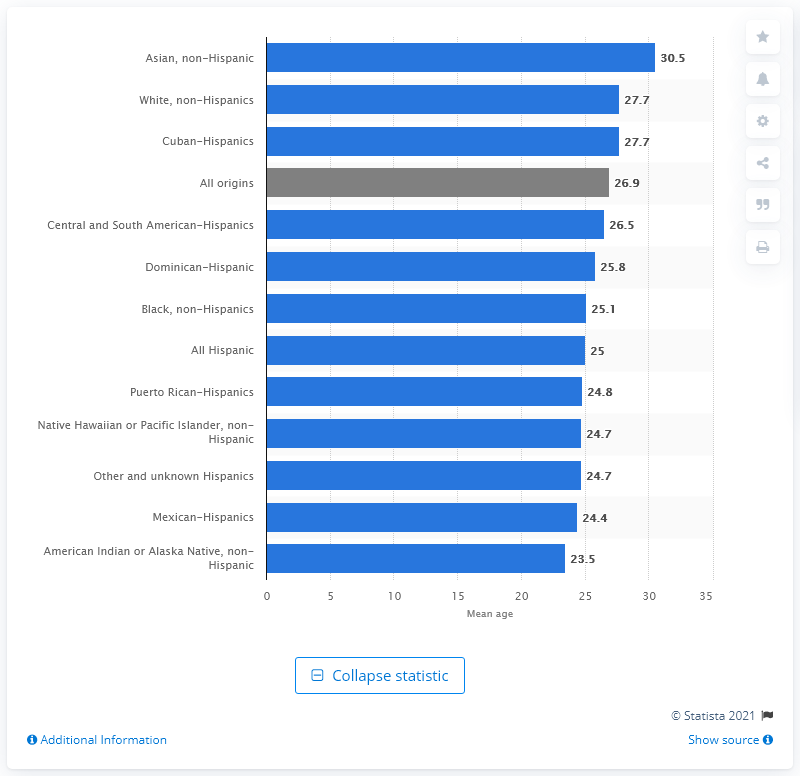 Asian, non-Hispanic
30.5
White, non-Hispanics
27.7
Cuban-Hispanics
27.7
All origins
26.9
Central and South American-Hispanics
26.5
Dominican-Hispanic
25.8
Black, non-Hispanics
25.1
All Hispanic
25
Puerto Rican-Hispanics
24.8
Native Hawaiian or Pacific Islander, non-
Hispanic
24.7
Other and unknown Hispanics
24.7
Mexican-Hispanics
24.4
American Indian or Alaska Native, non-
Hispanic
23.5
0 5 10 15 20 25 30 35
Mean age
Collapse statistic
© Statista 2021
Additional Information
Show source